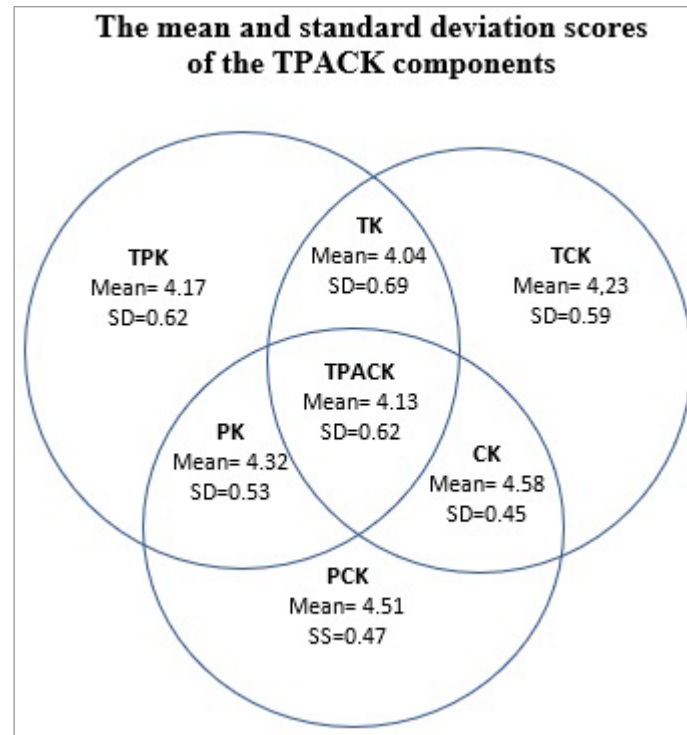 The mean and standard deviation scores
of the TPACK components
TK
Mean= 4.04
SD=0.69
TPK
Mean= 4.17
SD=0.62
TCK
Mean= 4,23
SD=0.59
TPACK
Mean= 4.13
SD=0.62
PK
Mean= 4.32
SD=0.53
CK
Mean= 4.58
SD=0.45
PCK
Mean= 4.51
SS=0.47